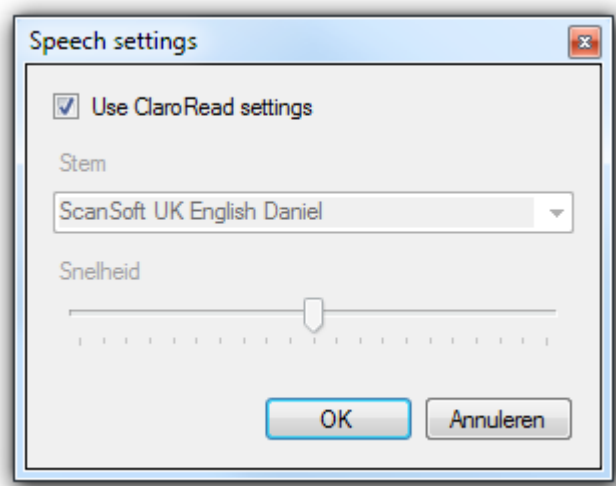 Speech settings
Use ClaroRead settings
Stem
ScanSoft UK English Daniel
Snelheid
OK Annuleren